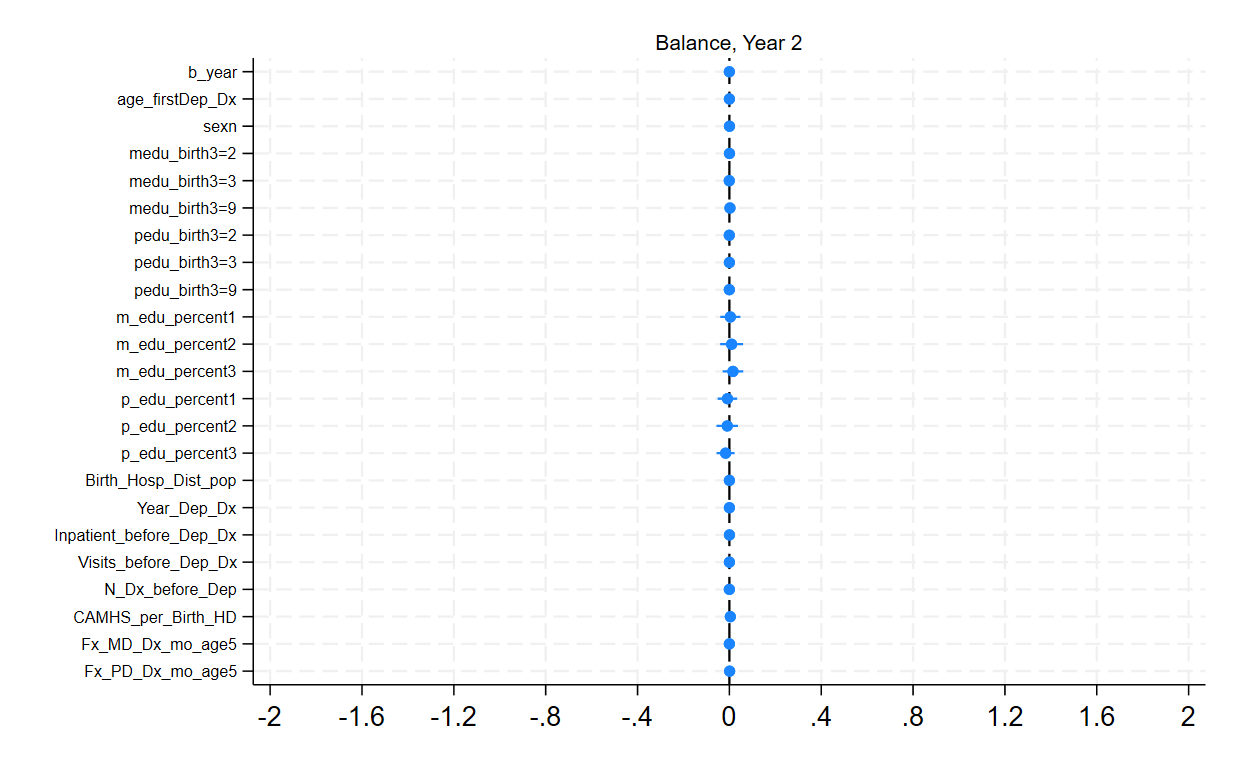 Balance, Year 2
b_year
age_firstDep_Dx
sexn
medu_birth3=2
medu_birth3=3
medu_birth3=9
pedu_birth3=2
pedu_birth3=3
pedu_birth3=9
m_edu_percent1
m_edu_percent2
m_edu_percent3
p_edu_percent1
p_edu_percent2
p_edu_percent3
Birth_Hosp_Dist_pop
Year_Dep_Dx
Inpatient_before_Dep_Dx
Visits_before_Dep_Dx
N_Dx_before_Dep
CAMHS_per_Birth_HD
Fx_MD_Dx_mo_age5
Fx_PD_Dx_mo_age5
-2 -1.6 -1.2 -.8 -.4 0 .4 .8 1.2 1.6 2